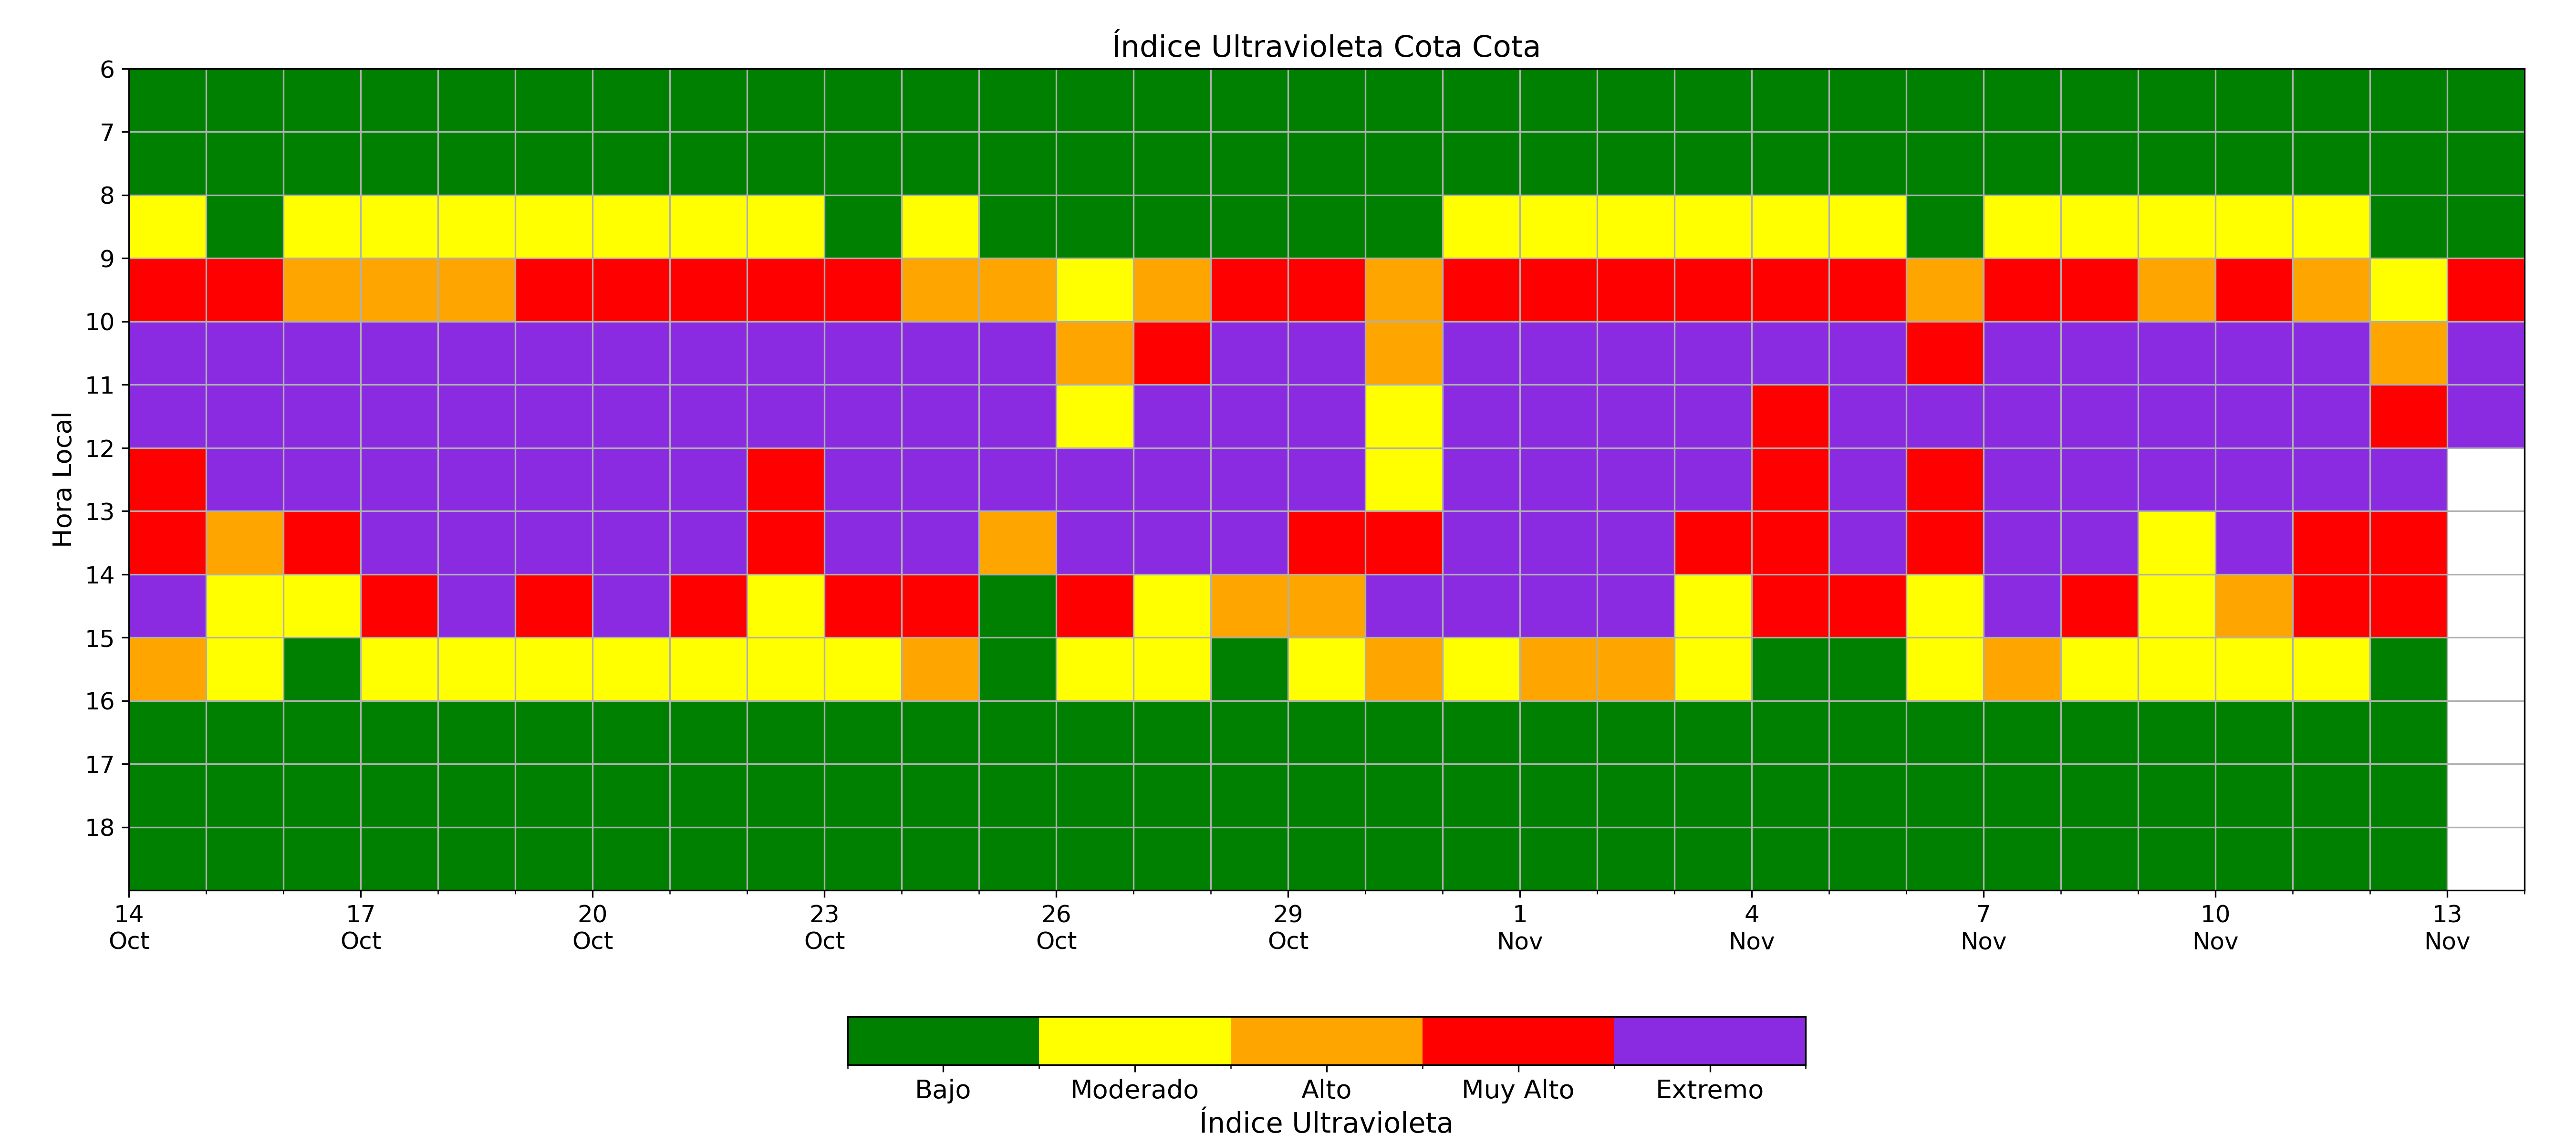 Índice Ultravioleta Cota Cota
Hora Local
6
7
8
9
10
11
12
13
14
15
16
17
18
14 17 20 23 26 29 1 4 7 10 13
Oct Oct Oct Oct Oct Oct Nov Nov Nov Nov Nov
Bajo Moderado Alto Muy Alto Extremo
Índice Ultravioleta